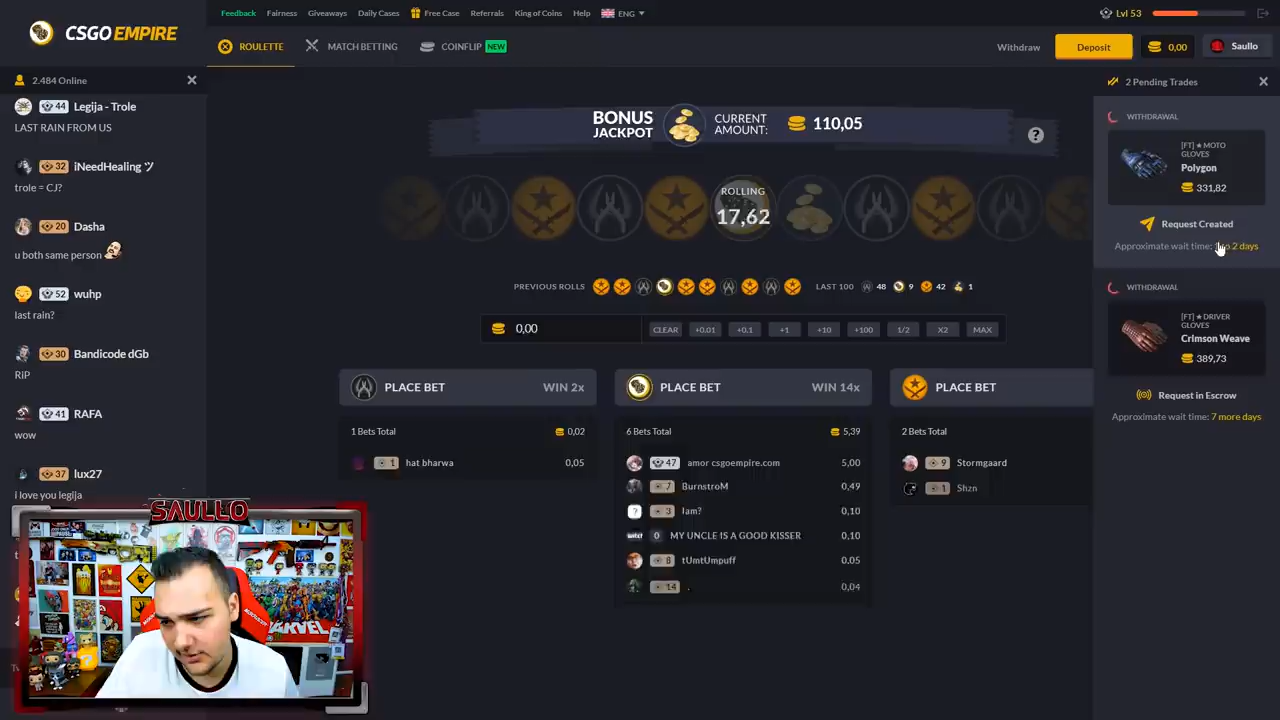 CSGOEMPIRE
Feedback Fairness Giveaways Daily Cases Free Case Referrals King of Coins Help ENG
Lvl 53
ROULETTE MATCH BETTING COINFLIP NEW
Withdraw Deposit 0,00 Saullo
2.484 Online
44 Legija - Trole
LAST RAIN FROM US
32 iNeedHealing ツ
trole = CJ?
20 Dasha
u both same person
52 wuhp
last rain?
30 Bandicode dGb
RIP
41 RAFA
wow
37 lux27
i love you legija
SAULLO
BONUS JACKPOT
CURRENT AMOUNT: 110,05
?
ROLLING
17,62
PREVIOUS ROLLS LAST 100 48 9 42 1
0,00 CLEAR +0.01 +0.1 +1 +10 +100 1/2 X2 MAX
PLACE BET WIN 2x
1 Bets Total 0,02
1 hat bharwa 0,05
PLACE BET WIN 14x
6 Bets Total 5,39
47 amor csgoempire.com 5,00
7 BurnstroM 0,49
3 Iam? 0,10
0 MY UNCLE IS A GOOD KISSER 0,10
8 tUmtUmpuff 0,05
14 . 0,04
PLACE BET
2 Bets Total
9 Stormgaard
1 Shzn
2 Pending Trades
WITHDRAWAL
[FT] ★ MOTO
GLOVES
Polygon
331,82
Request Created
Approximate wait time: 2 days
WITHDRAWAL
[FT] ★ DRIVER
GLOVES
Crimson Weave
389,73
Request in Escrow
Approximate wait time: 7 more days
MARVEL